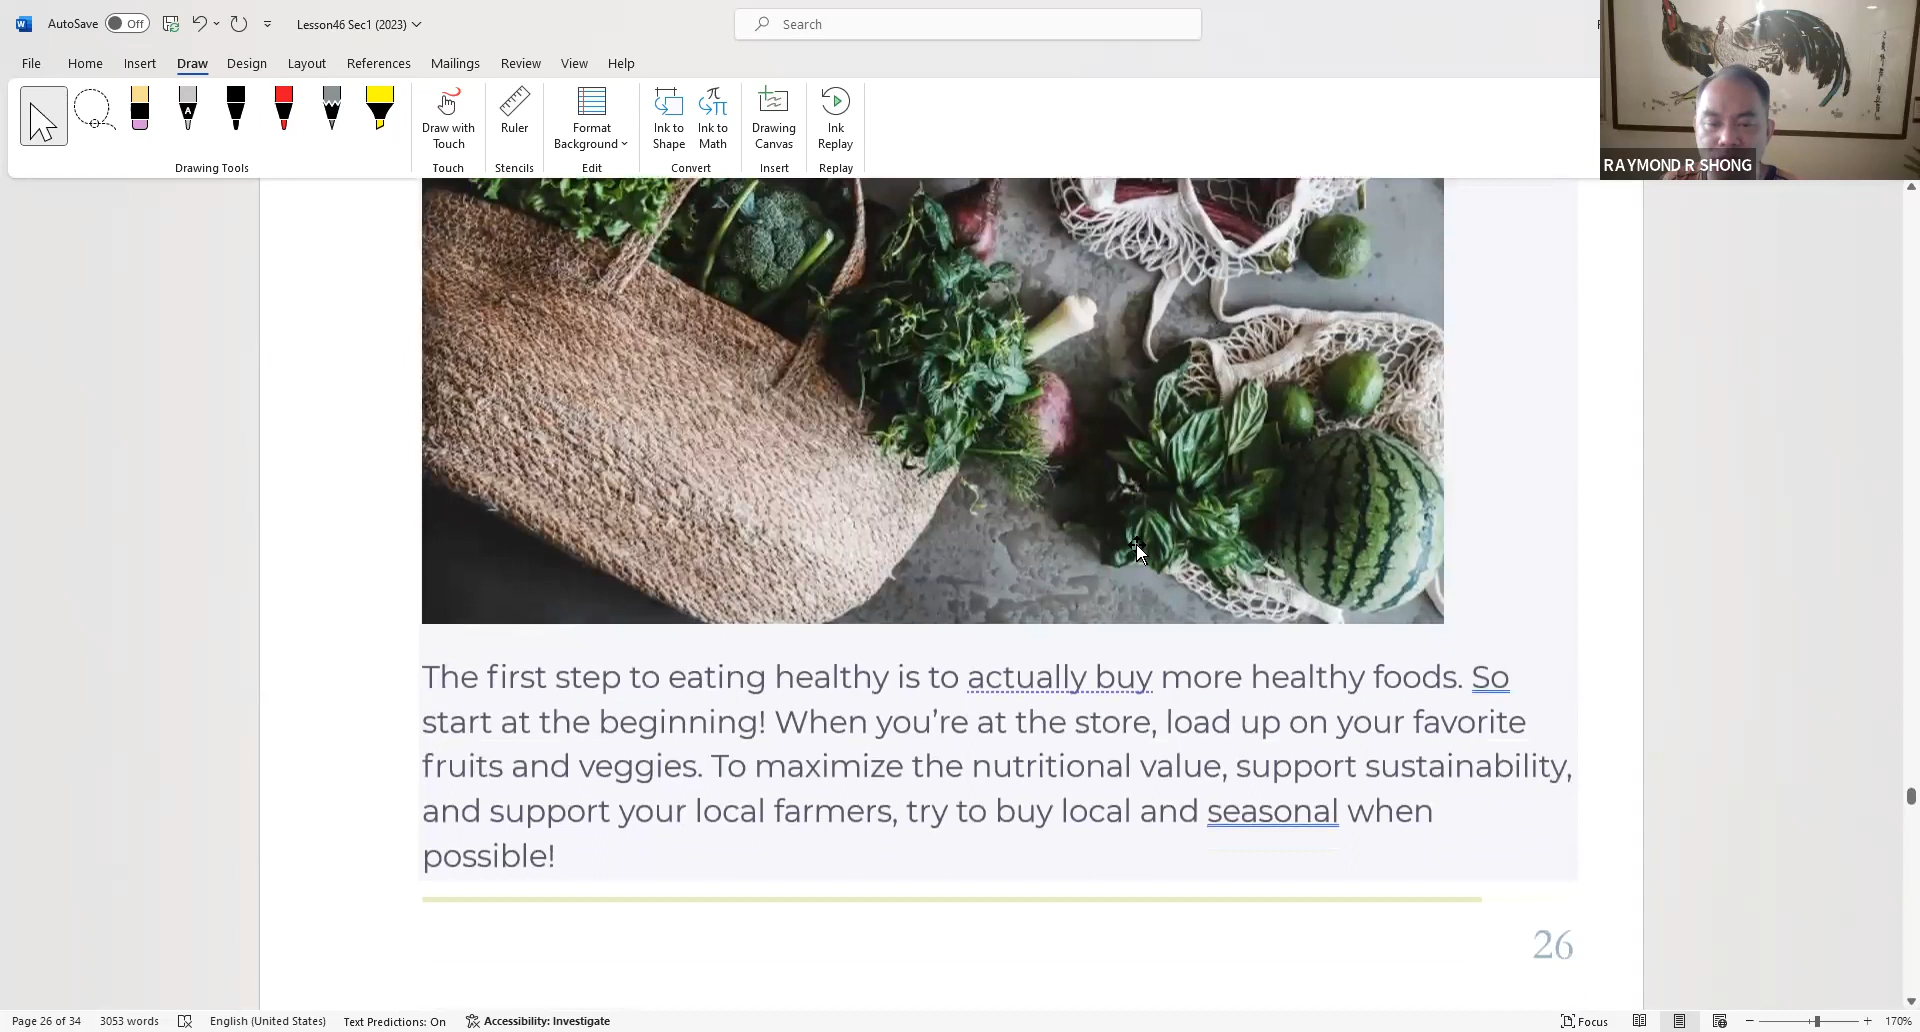 AutoSave Off Lesson46 Sec1 (2023) Search
File Home Insert Draw Design Layout References Mailings Review View Help
A
Draw with Touch
Ruler
Format Background
Ink to Shape
Ink to Math
Drawing Canvas
Ink Replay
Drawing Tools Touch Stencils Edit Convert Insert Replay
RAYMOND R SHONG
The first step to eating healthy is to actually buy more healthy foods. So
start at the beginning! When you’re at the store, load up on your favorite
fruits and veggies. To maximize the nutritional value, support sustainability,
and support your local farmers, try to buy local and seasonal when
possible!
26
Page 26 of 34 3053 words English (United States) Text Predictions: On Accessibility: Investigate Focus 170%